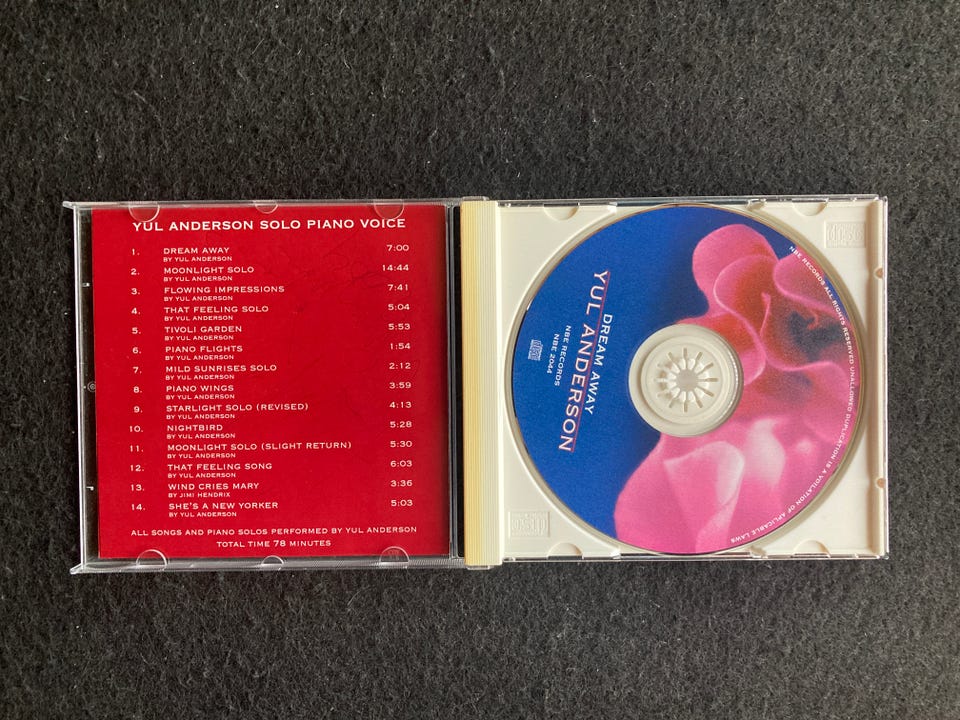 YUL ANDERSON SOLO PIANO VOICE
1. DREAM AWAY 7:00
BY YUL ANDERSON
2. MOONLIGHT SOLO 14:44
BY YUL ANDERSON
3. FLOWING IMPRESSIONS 7:41
BY YUL ANDERSON
4. THAT FEELING SOLO 5:04
BY YUL ANDERSON
5. TIVOLI GARDEN 5:53
BY YUL ANDERSON
6. PIANO FLIGHTS 1:54
BY YUL ANDERSON
7. MILD SUNRISES SOLO 2:12
BY YUL ANDERSON
8. PIANO WINGS 3:59
BY YUL ANDERSON
9. STARLIGHT SOLO (REVISED) 4:13
BY YUL ANDERSON
10. NIGHTBIRD 5:28
BY YUL ANDERSON
11. MOONLIGHT SOLO (SLIGHT RETURN) 5:30
BY YUL ANDERSON
12. THAT FEELING SONG 6:03
BY YUL ANDERSON
13. WIND CRIES MARY 3:36
BY JIMI HENDRIX
14. SHE'S A NEW YORKER 5:03
BY YUL ANDERSON
ALL SONGS AND PIANO SOLOS PERFORMED BY YUL ANDERSON
TOTAL TIME 78 MINUTES
DREAM AWAY
YUL ANDERSON
NBE RECORDS
NBE 2044
NBE RECORDS ALL RIGHTS RESERVED UNALLOWED DUPLICATION IS A VOILATION OF APLICABLE LAWS